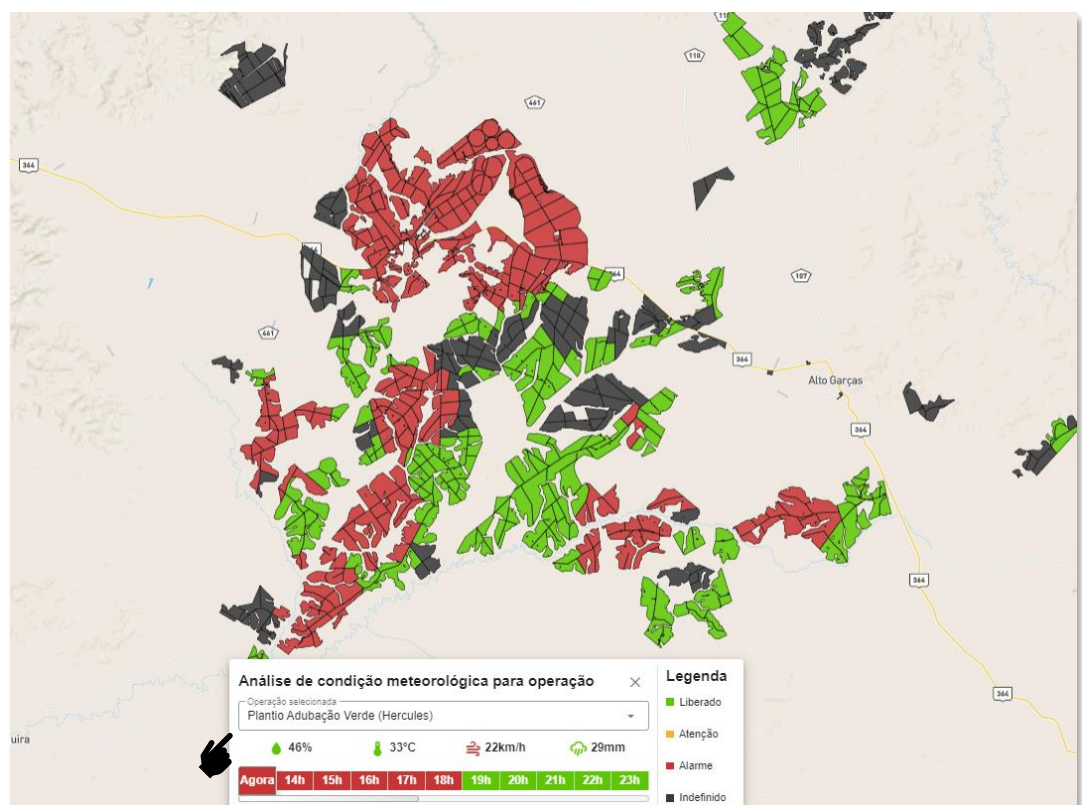 110
110
461
364
364
107
461
364
Alto Garças
364
364
364
uira
Análise de condição meteorológica para operação
Operação selecionada
Plantio Adubação Verde (Hercules)
46% 33°C 22km/h 29mm
Agora 14h 15h 16h 17h 18h 19h 20h 21h 22h 23h
Legenda
Liberado
Atenção
Alarme
Indefinido